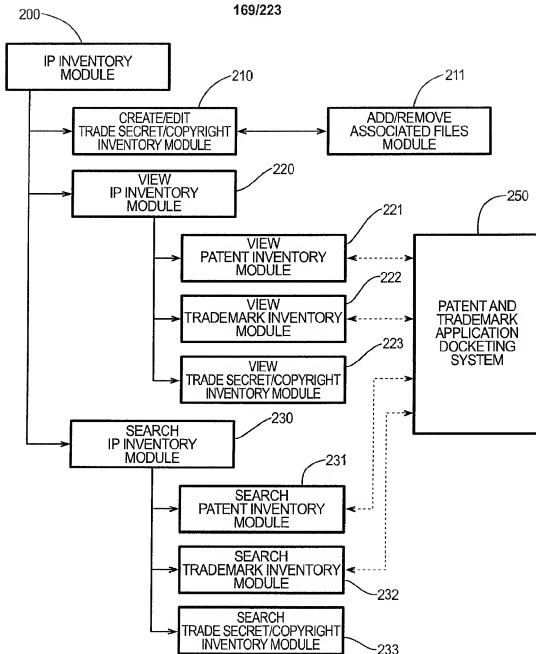 169/223
200
IP INVENTORY
MODULE
210
CREATE/EDIT
TRADE SECRET/COPYRIGHT
INVENTORY MODULE
211
ADD/REMOVE
ASSOCIATED FILES
MODULE
220
VIEW
IP INVENTORY
MODULE
221
VIEW
PATENT INVENTORY
MODULE
222
VIEW
TRADEMARK INVENTORY
MODULE
223
VIEW
TRADE SECRET/COPYRIGHT
INVENTORY MODULE
250
PATENT AND
TRADEMARK
APPLICATION
DOCKETING
SYSTEM
230
SEARCH
IP INVENTORY
MODULE
231
SEARCH
PATENT INVENTORY
MODULE
SEARCH
TRADEMARK INVENTORY
MODULE
232
SEARCH
TRADE SECRET/COPYRIGHT
INVENTORY MODULE
233